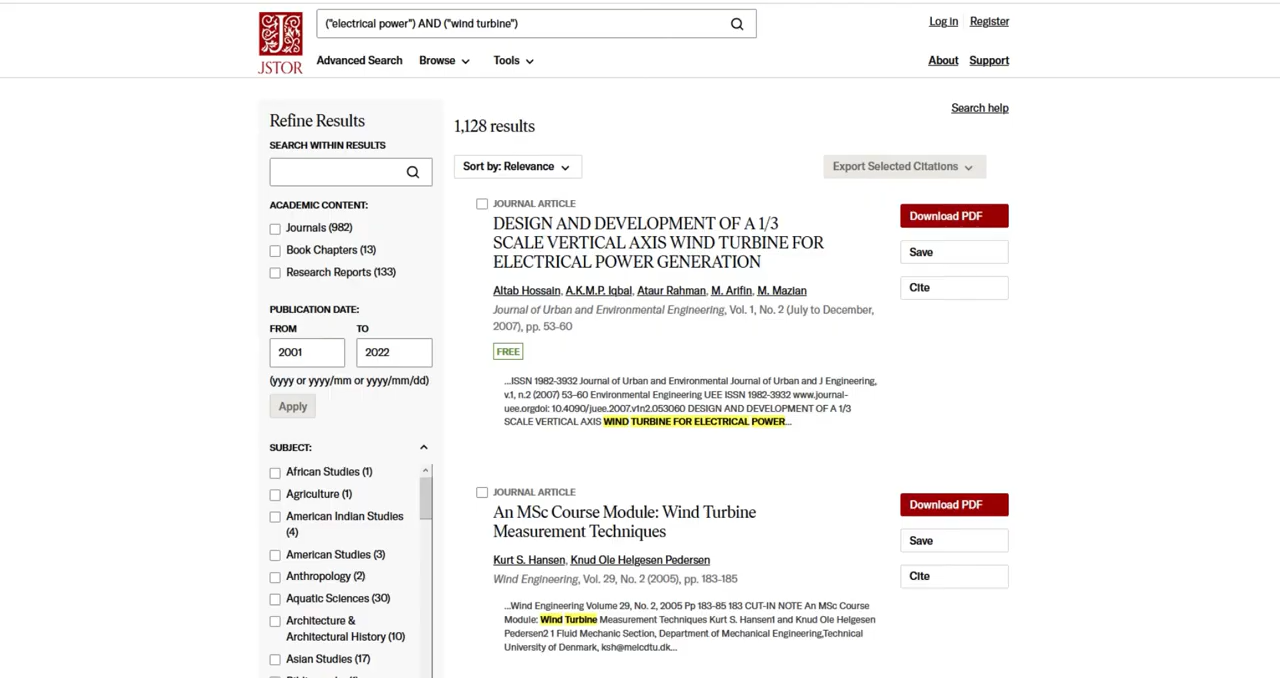 ("electrical power") AND ("wind turbine")
Log in Register
JSTOR
Advanced Search Browse Tools
About Support
Search help
Refine Results
SEARCH WITHIN RESULTS
ACADEMIC CONTENT:
Journals (982)
Book Chapters (13)
Research Reports (133)
PUBLICATION DATE:
FROM TO
2001 2022
(yyyy or yyyy/mm or yyyy/mm/dd)
Apply
SUBJECT:
African Studies (1)
Agriculture (1)
American Indian Studies
(4)
American Studies (3)
Anthropology (2)
Aquatic Sciences (30)
Architecture &
Architectural History (10)
Asian Studies (17)
1,128 results
Sort by: Relevance
Export Selected Citations
JOURNAL ARTICLE
DESIGN AND DEVELOPMENT OF A 1/3
SCALE VERTICAL AXIS WIND TURBINE FOR
ELECTRICAL POWER GENERATION
Altab Hossain, A.K.M.P. Iqbal, Ataur Rahman, M. Arifin, M. Mazian
Journal of Urban and Environmental Engineering, Vol. 1, No. 2 (July to December,
2007), pp. 53-60
FREE
...ISSN 1982-3932 Journal of Urban and Environmental Journal of Urban and J Engineering,
v.1, n.2 (2007) 53–60 Environmental Engineering UEE ISSN 1982-3932 www.journal-
uee.orgdoi: 10.4090/juee.2007.v1n2.053060 DESIGN AND DEVELOPMENT OF A 1/3
SCALE VERTICAL AXIS WIND TURBINE FOR ELECTRICAL POWER...
Download PDF
Save
Cite
JOURNAL ARTICLE
An MSc Course Module: Wind Turbine
Measurement Techniques
Kurt S. Hansen, Knud Ole Helgesen Pedersen
Wind Engineering, Vol. 29, No. 2 (2005), pp. 183-185
...Wind Engineering Volume 29, No. 2, 2005 Pp 183-85 183 CUT-IN NOTE An MSc Course
Module: Wind Turbine Measurement Techniques Kurt S. Hansen1 and Knud Ole Helgesen
Pedersen2 1 Fluid Mechanic Section, Department of Mechanical Engineering,Technical
University of Denmark, ksh@melcdtu.dk...
Download PDF
Save
Cite